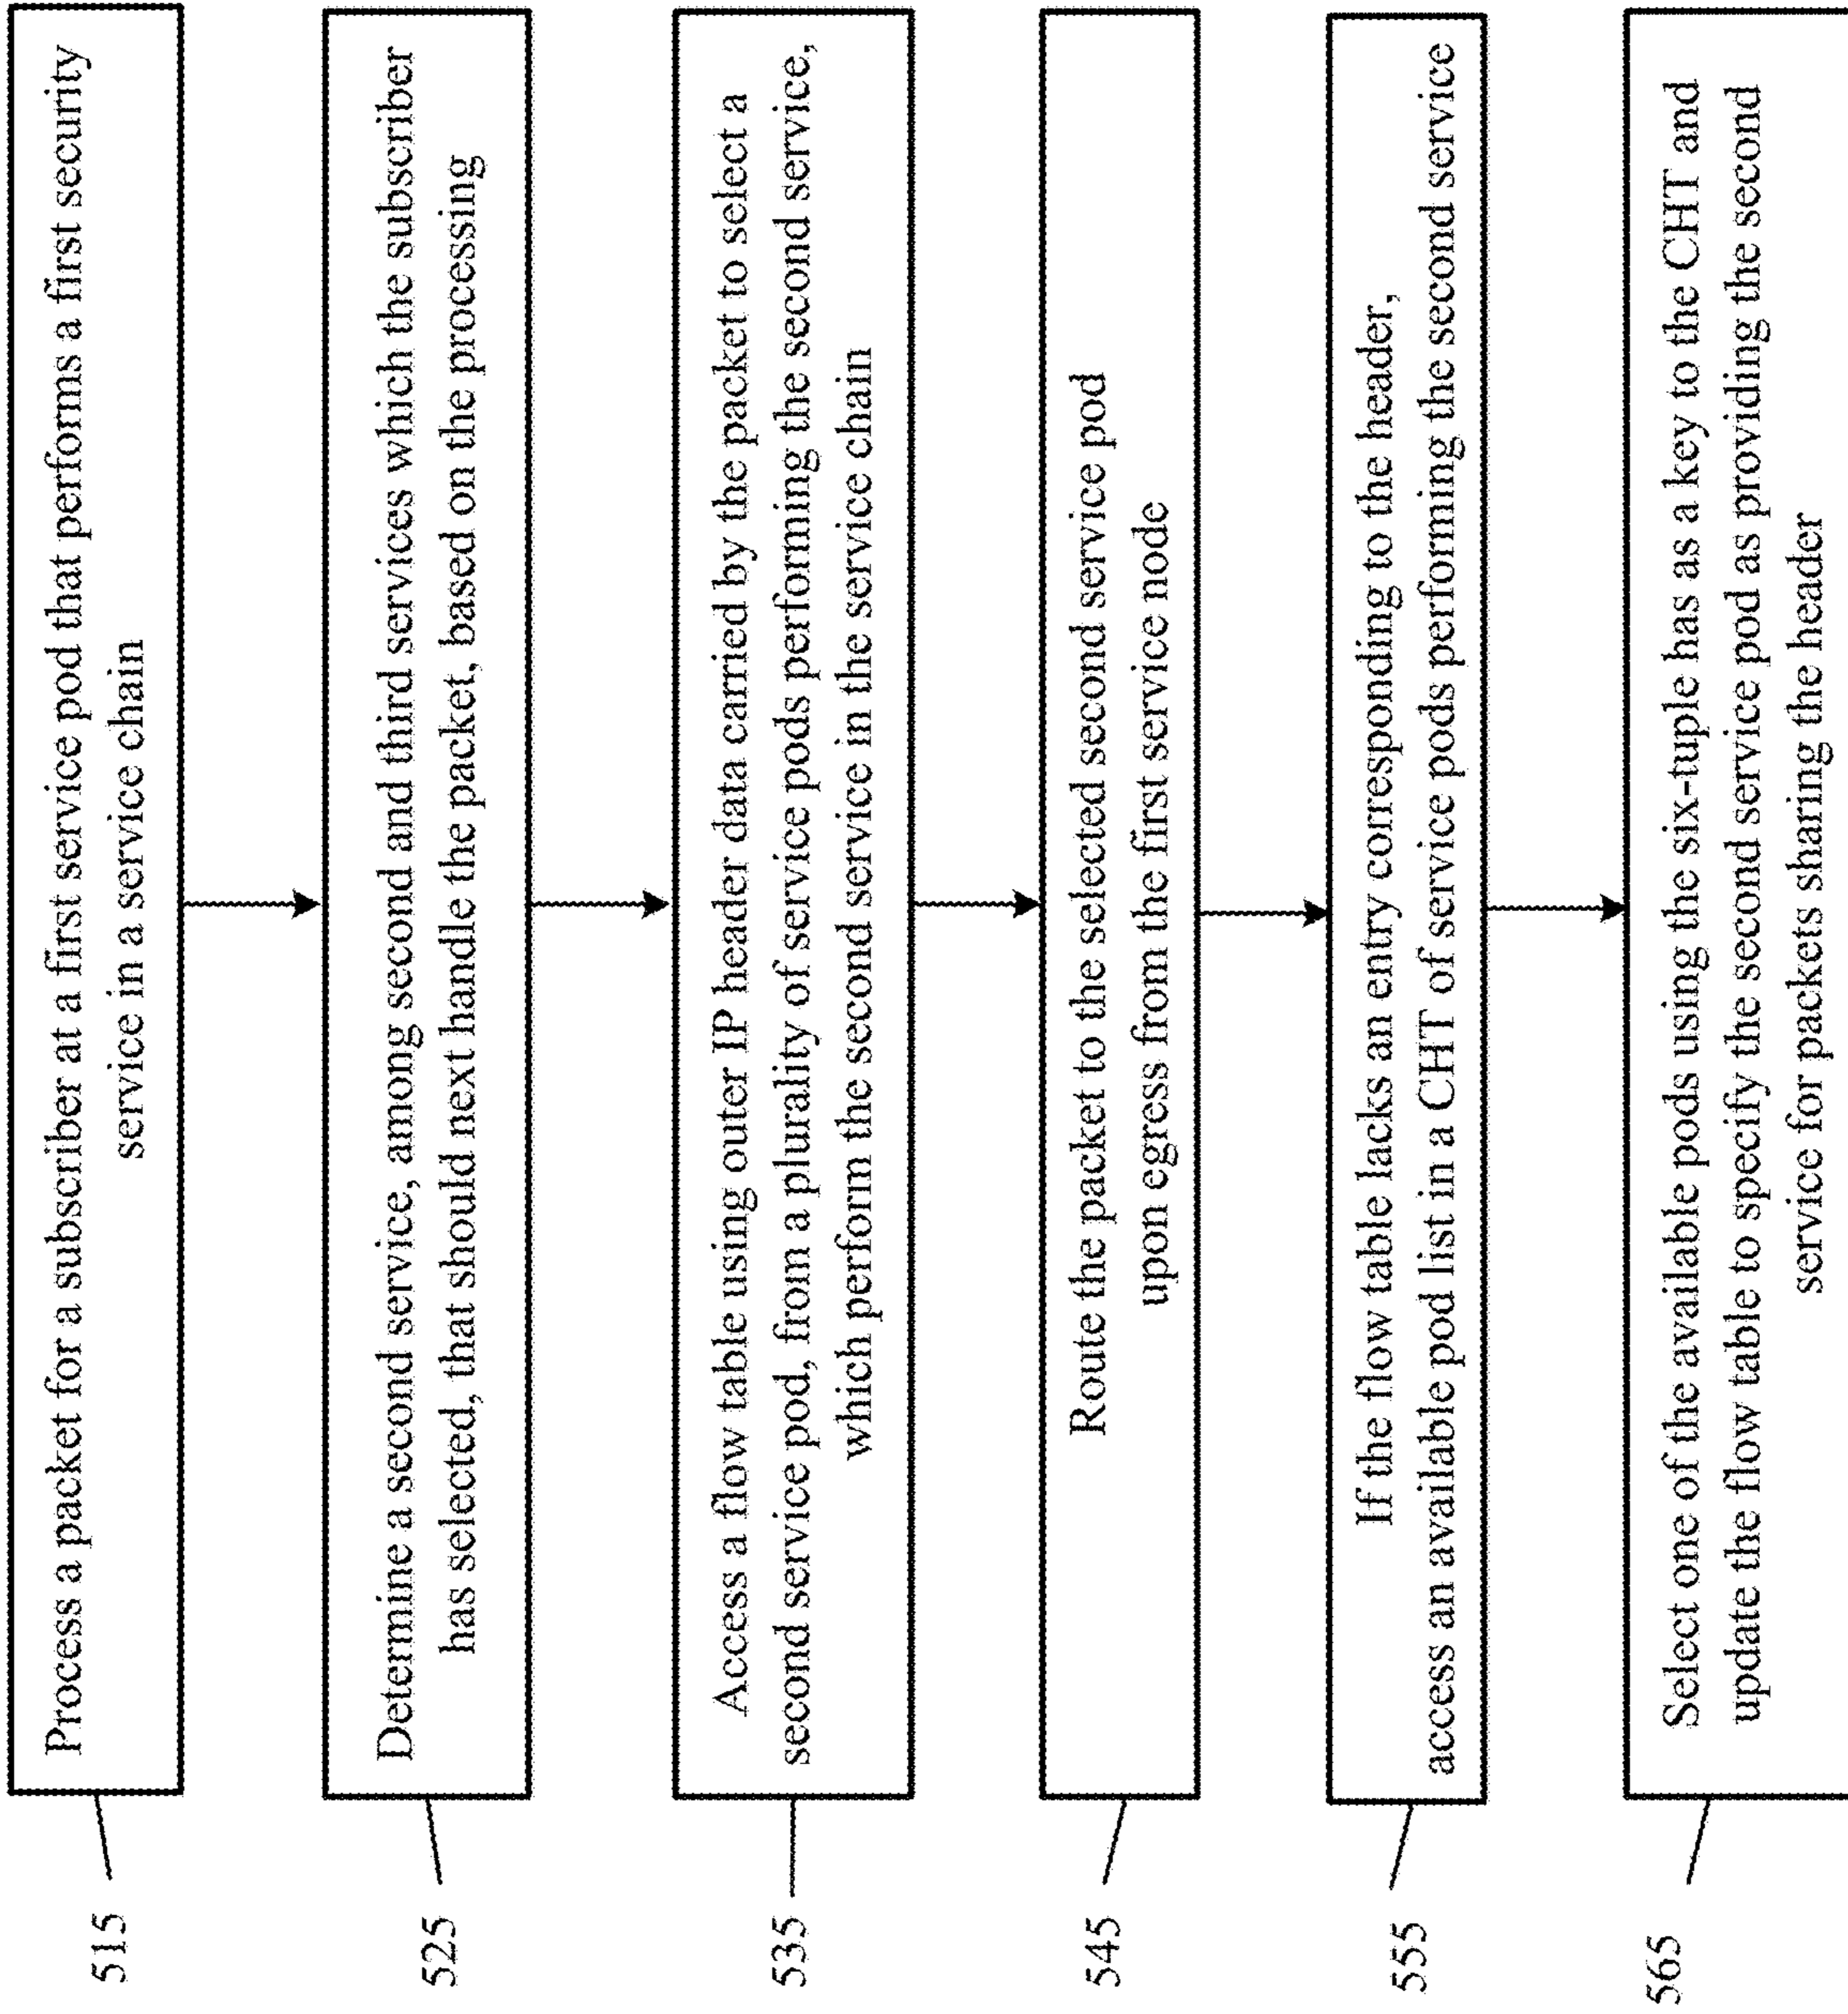 515
Process a packet for a subscriber at a first service pod that performs a first security
service in a service chain
525
Determine a second service, among second and third services which the subscriber
has selected, that should next handle the packet, based on the processing
535
Access a flow table using outer IP header data carried by the packet to select a
second service pod, from a plurality of service pods performing the second service,
which perform the second service in the service chain
545
Route the packet to the selected second service pod
upon egress from the first service node
555
If the flow table lacks an entry corresponding to the header,
access an available pod list in a CHT of service pods performing the second service
565
Select one of the available pods using the six-tuple has as a key to the CHT and
update the flow table to specify the second service pod as providing the second
service for packets sharing the header